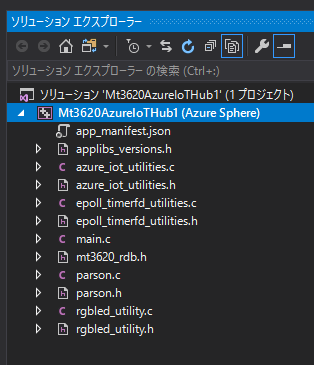 ソリューション エクスプローラー
ソリューション エクスプローラー の検索 (Ctrl+:)
ソリューション 'Mt3620AzureIoTHub1' (1 プロジェクト)
Mt3620AzureIoTHub1 (Azure Sphere)
app_manifest.json
applibs_versions.h
azure_iot_utilities.c
azure_iot_utilities.h
epoll_timerfd_utilities.c
epoll_timerfd_utilities.h
main.c
mt3620_rdb.h
parson.c
parson.h
rgbled_utility.c
rgbled_utility.h